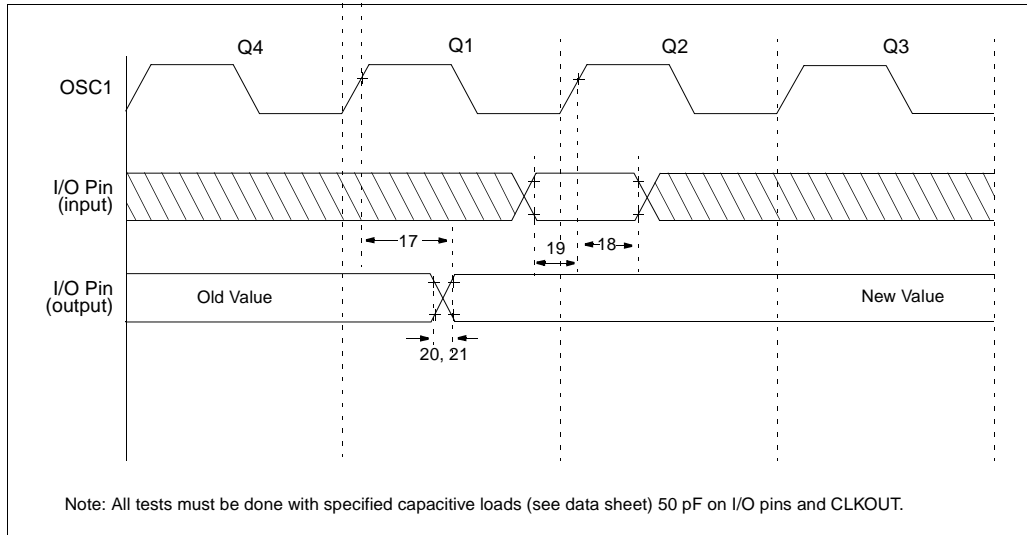 Q4 Q1 Q2 Q3
OSC1
I/O Pin
(input)
17
19
18
I/O Pin
(output)
Old Value
New Value
20, 21
Note: All tests must be done with specified capacitive loads (see data sheet) 50 pF on I/O pins and CLKOUT.